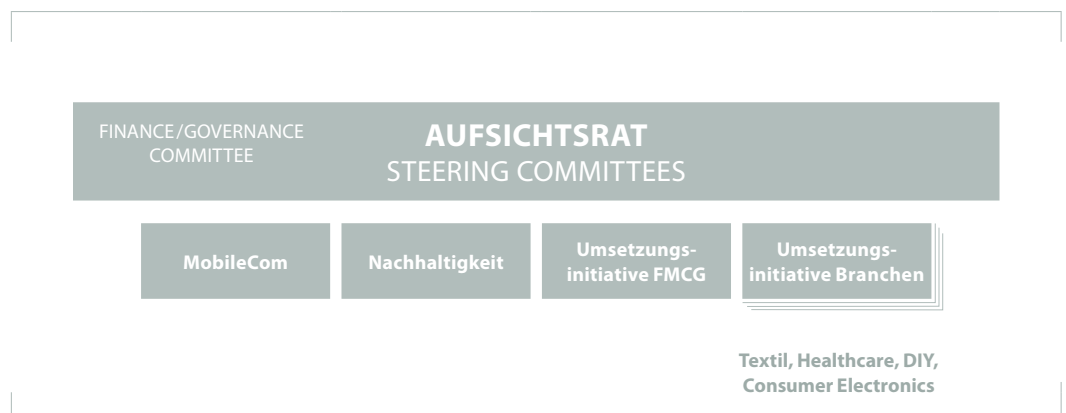 FINANCE/GOVERNANCE
COMMITTEE
AUFSICHTSRAT
STEERING COMMITTEES
MobileCom
Nachhaltigkeit
Umsetzungs-
initiative FMCG
Umsetzungs-
initiative Branchen
Textil, Healthcare, DIY,
Consumer Electronics